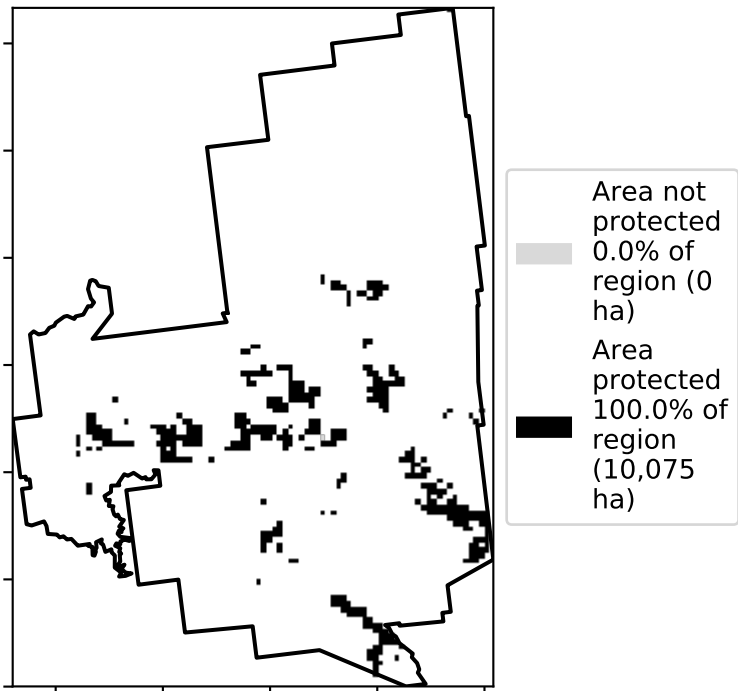 Area not
protected
0.0% of
region (0
ha)
Area
protected
100.0% of
region
(10,075
ha)